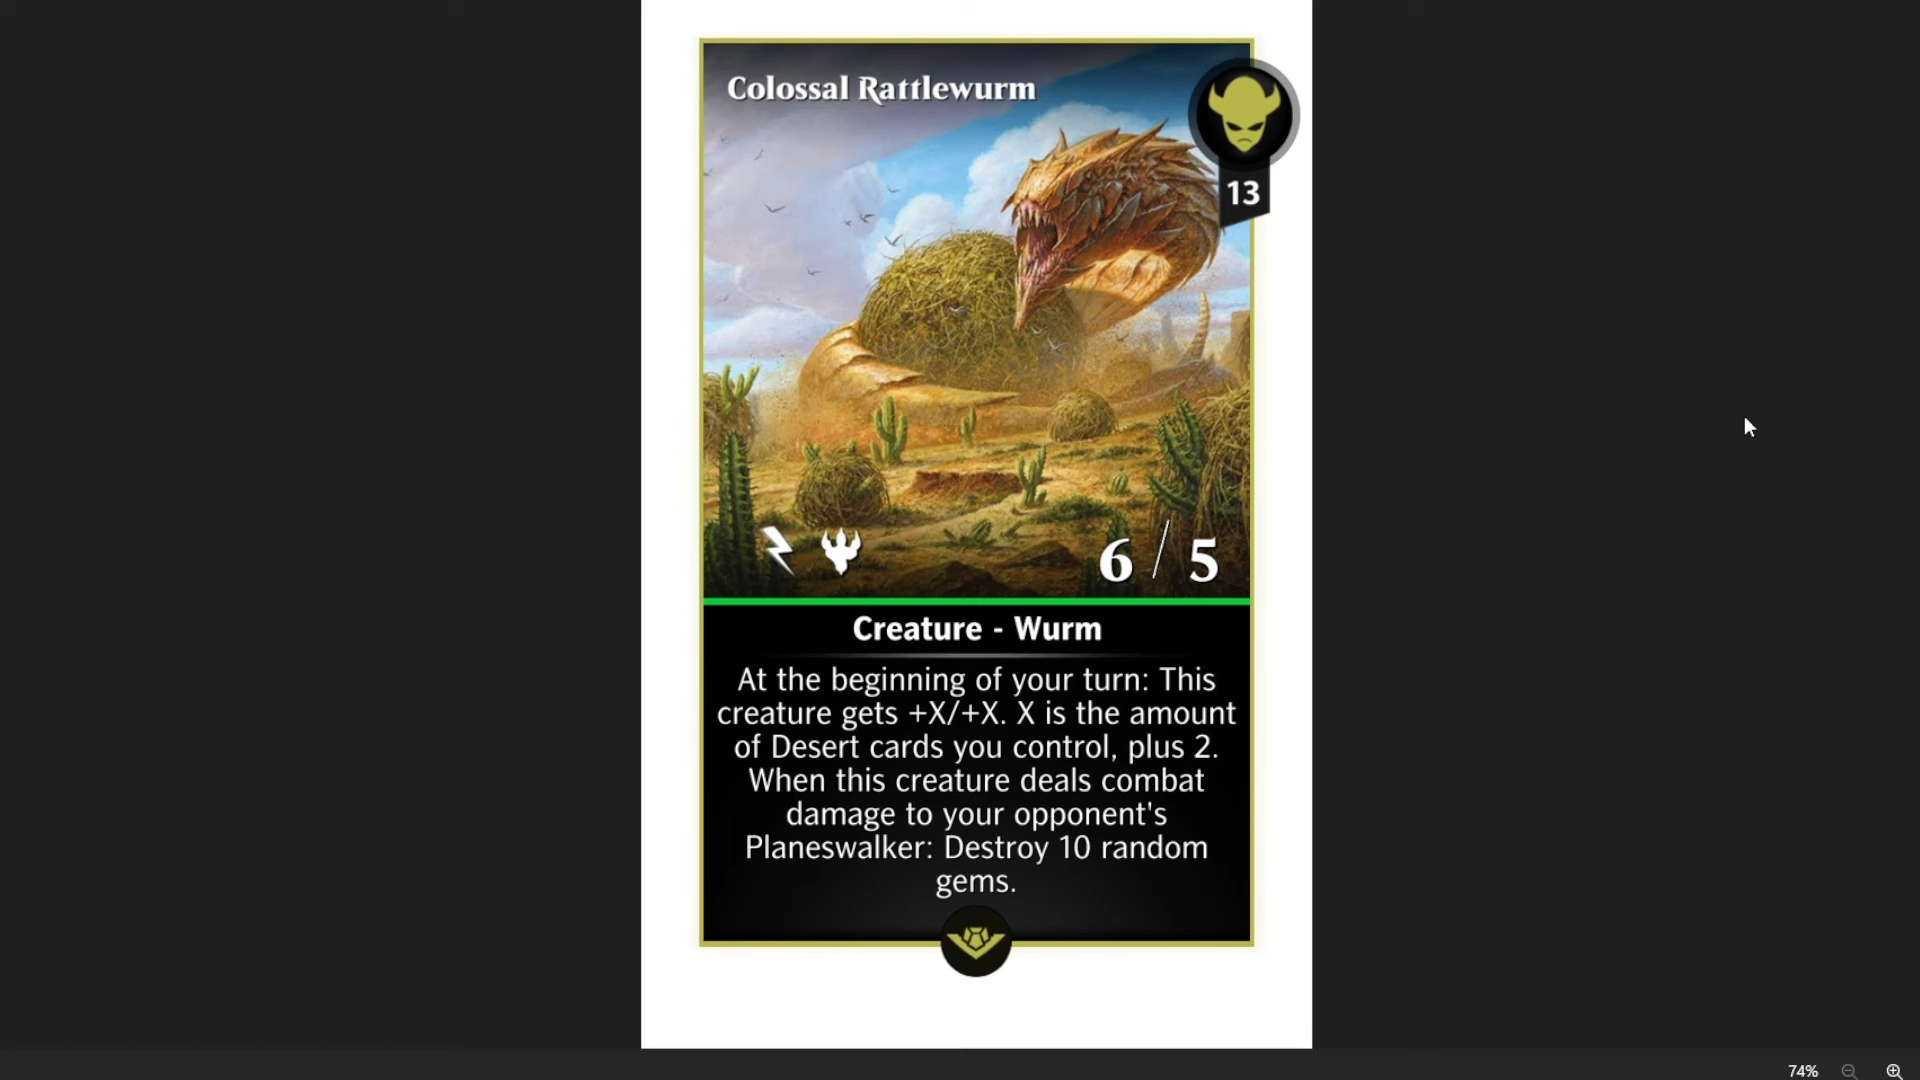 Colossal Rattlewurm
13
6 / 5
Creature - Wurm
At the beginning of your turn: This
creature gets +X/+X. X is the amount
of Desert cards you control, plus 2.
When this creature deals combat
damage to your opponent's
Planeswalker: Destroy 10 random
gems.
74%